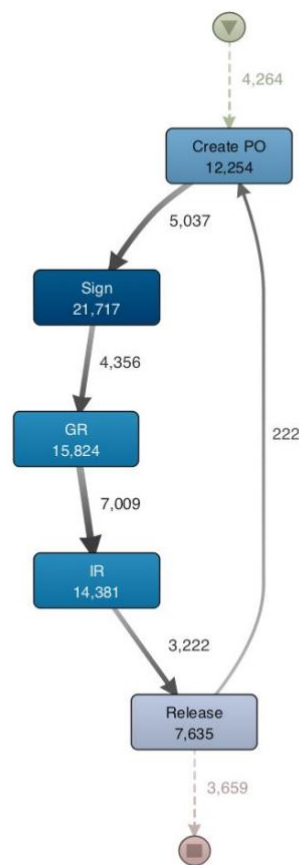 4,264
Create PO
12,254
5,037
Sign
21,717
4,356
GR
15,824
222
7,009
IR
14,381
3,222
Release
7,635
3,659